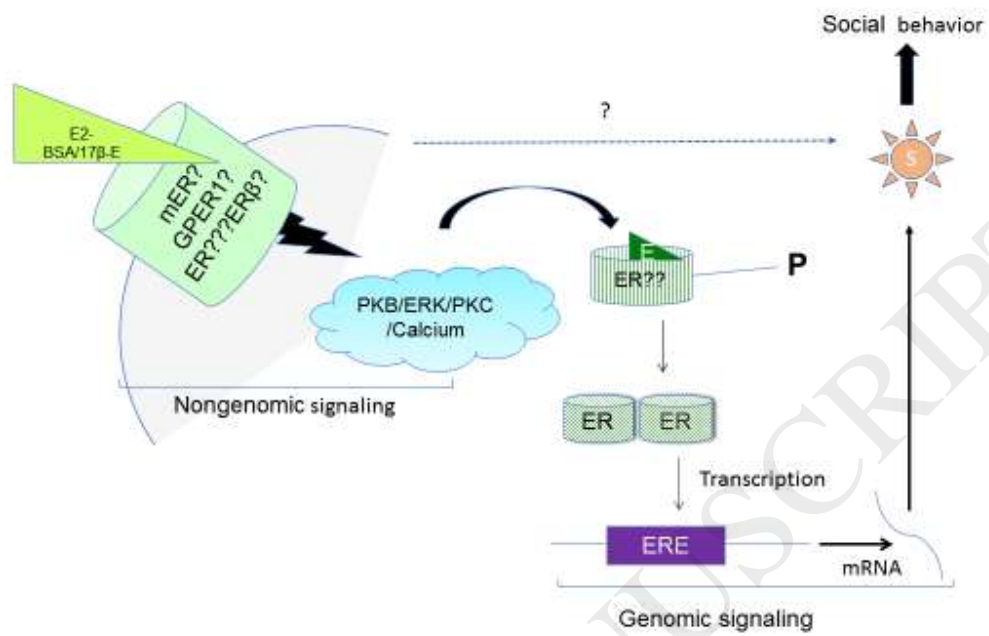 Social behavior
?
E2-
BSA/17β-E
S
mER?
GPER1?
ER???ERβ?
E
ER??
P
PKB/ERK/PKC
/Calcium
Nongenomic signaling
ER
ER
Transcription
ERE
mRNA
Genomic signaling
USCRIPT